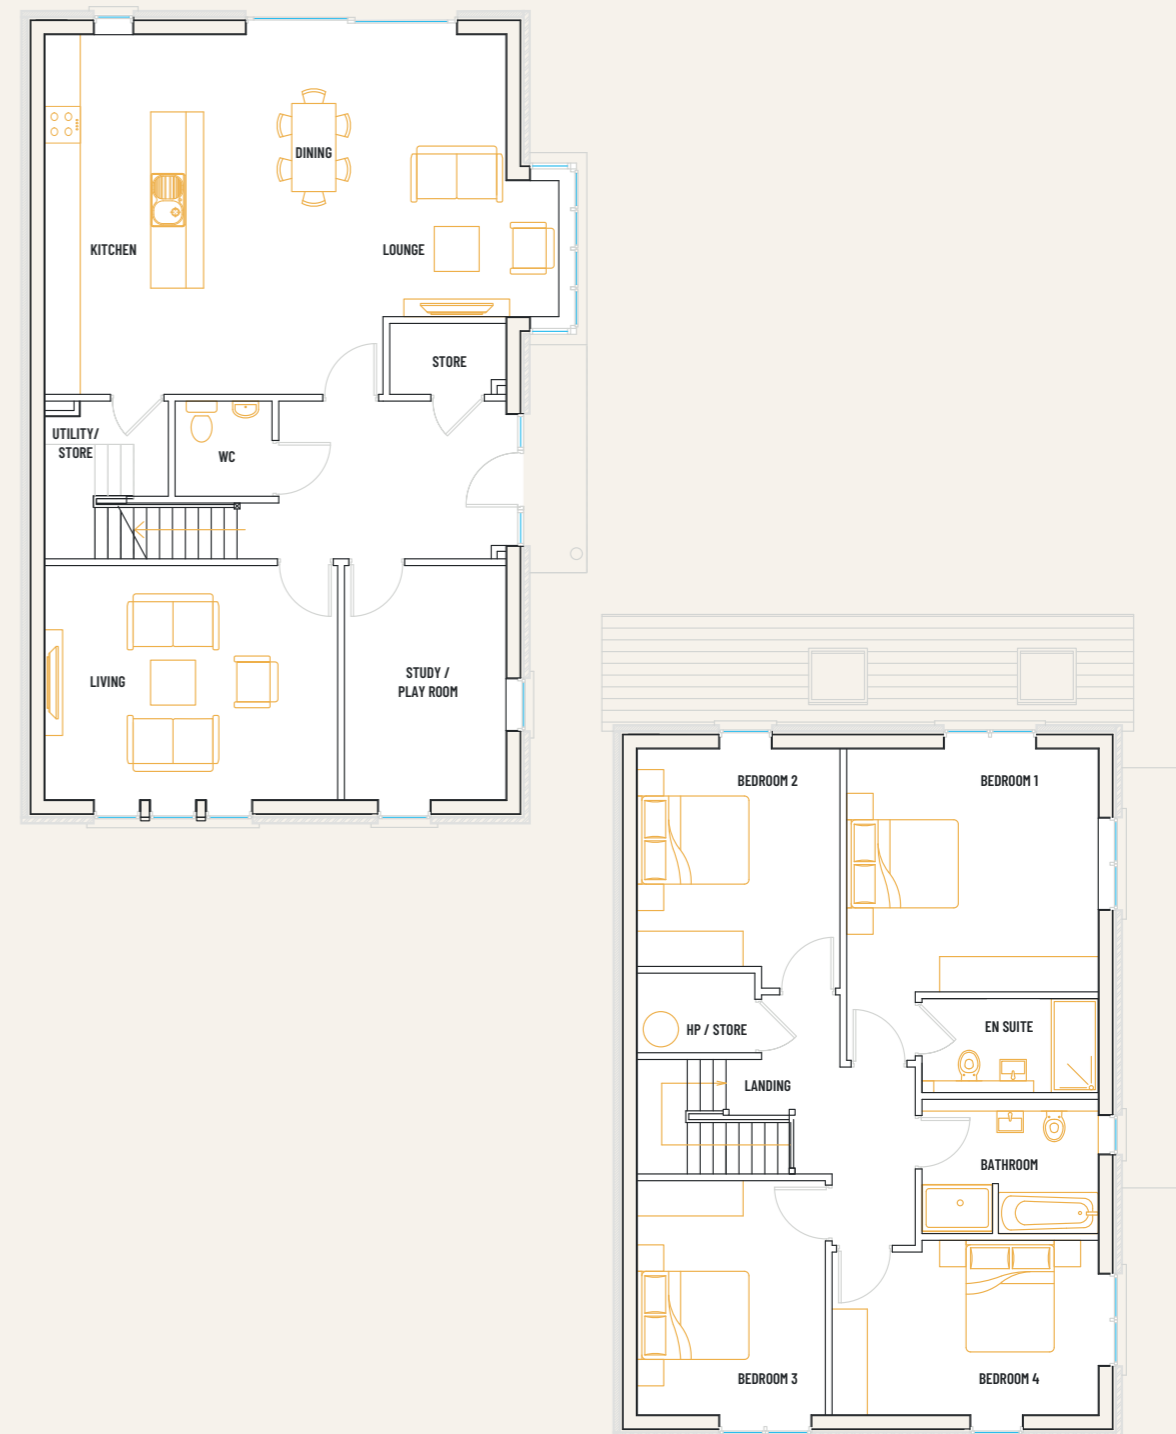 DINING
KITCHEN
LOUNGE
STORE
UTILITY/
STORE
WC
LIVING
STUDY /
PLAY ROOM
BEDROOM 2
BEDROOM 1
HP / STORE
EN SUITE
LANDING
BATHROOM
BEDROOM 3
BEDROOM 4